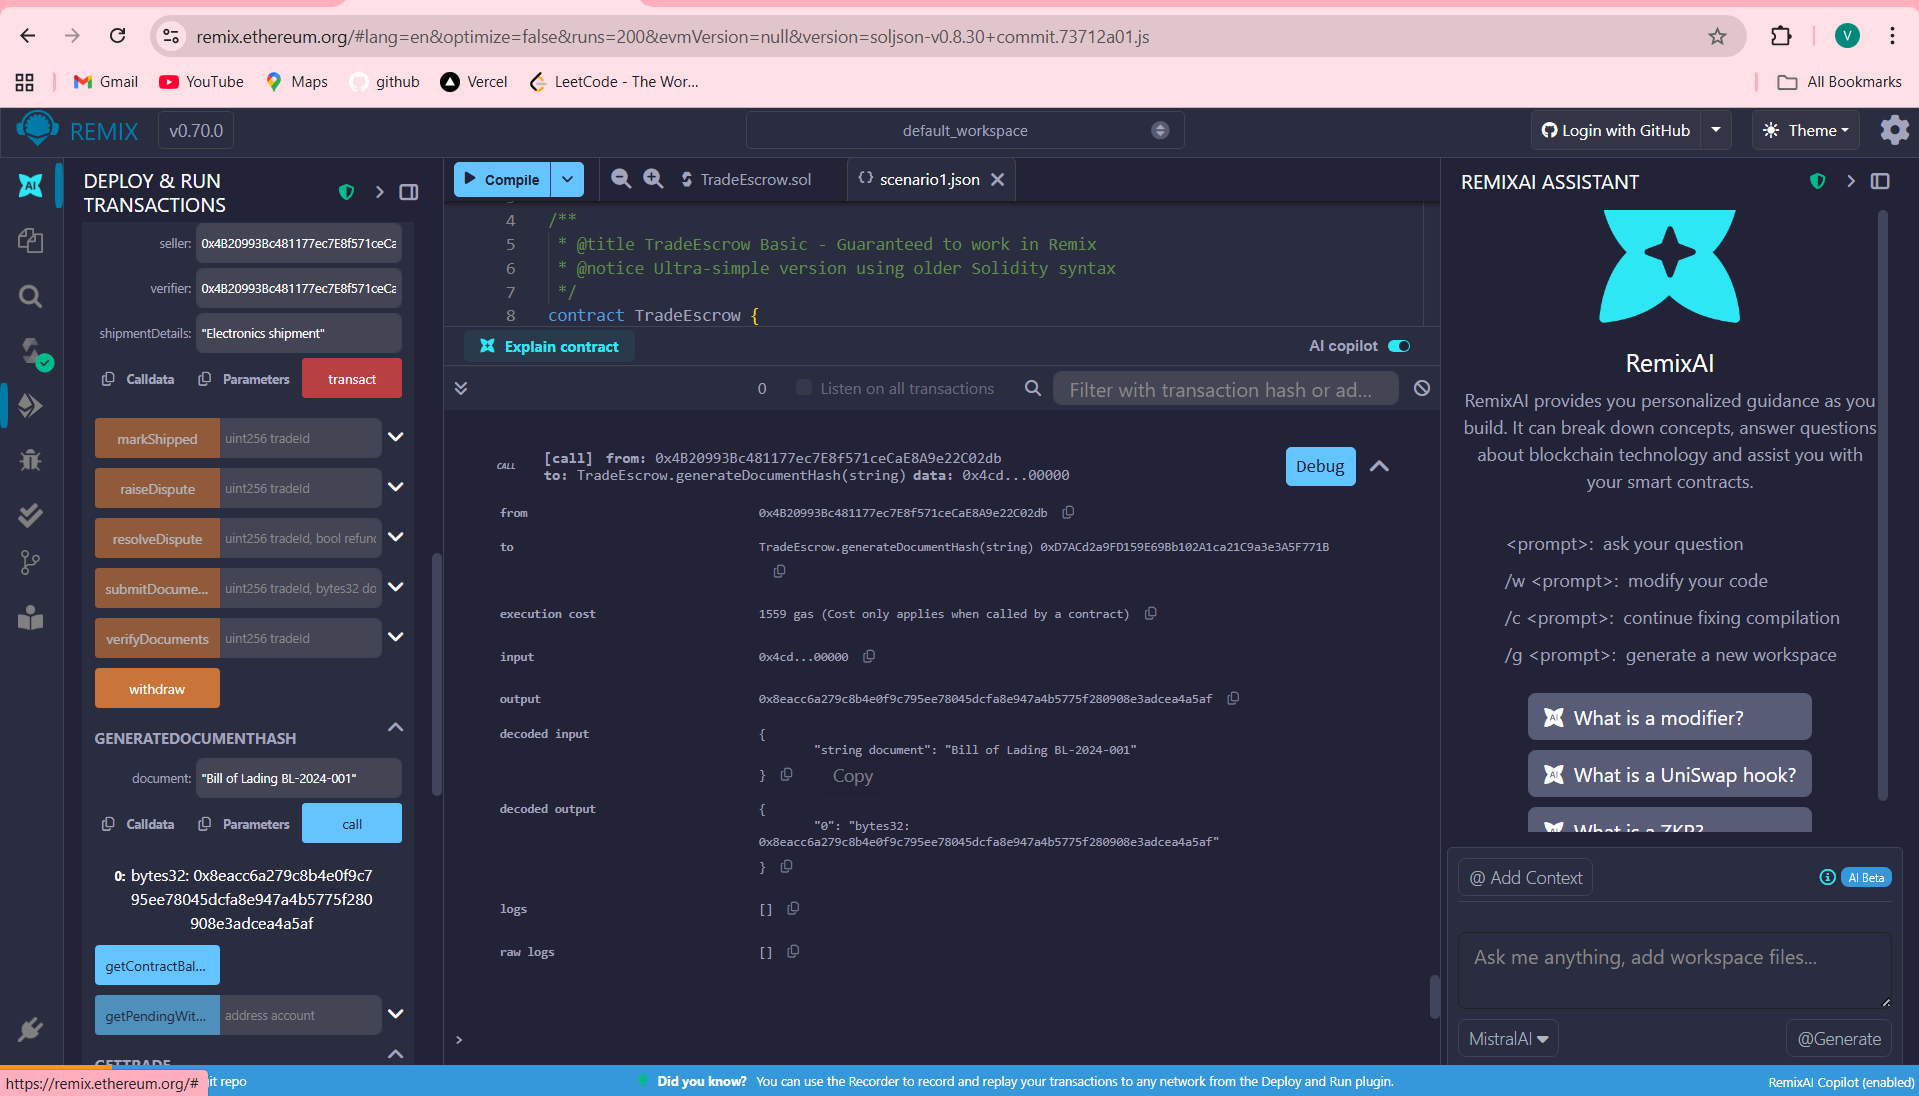 remix.ethereum.org/#lang=en&optimize=false&runs=200&evmVersion=null&version=soljson-v0.8.30+commit.73712a01.js
V
Gmail
YouTube
Maps
github
Vercel
LeetCode - The Wor...
All Bookmarks
REMIX
v0.70.0
default_workspace
Login with GitHub
Theme
AI
DEPLOY & RUN
TRANSACTIONS
seller: 0x4B20993Bc481177ec7E8f571ceCa
verifier: 0x4B20993Bc481177ec7E8f571ceCa
shipmentDetails: "Electronics shipment"
Calldata Parameters transact
markShipped uint256 tradeId
raiseDispute uint256 tradeId
resolveDispute uint256 tradeId, bool refund
submitDocume... uint256 tradeId, bytes32 do
verifyDocuments uint256 tradeId
withdraw
GENERATEDOCUMENTHASH
document: "Bill of Lading BL-2024-001"
Calldata Parameters call
0: bytes32: 0x8eacc6a279c8b4e0f9c7
95ee78045dcfa8e947a4b5775f280
908e3adcea4a5af
getContractBal...
getPendingWit... address account
GETTRADE
Compile
TradeEscrow.sol
{} scenario1.json
4 /**
5 * @title TradeEscrow Basic - Guaranteed to work in Remix
6 * @notice Ultra-simple version using older Solidity syntax
7 */
8 contract TradeEscrow {
Explain contract
AI copilot
0 Listen on all transactions Filter with transaction hash or ad...
CALL [call] from: 0x4B20993Bc481177ec7E8f571ceCaE8A9e22C02db
to: TradeEscrow.generateDocumentHash(string) data: 0x4cd...00000
Debug
from 0x4B20993Bc481177ec7E8f571ceCaE8A9e22C02db
to TradeEscrow.generateDocumentHash(string) 0xD7ACd2a9FD159E69Bb102A1ca21C9a3e3A5F771B
execution cost 1559 gas (Cost only applies when called by a contract)
input 0x4cd...00000
output 0x8eacc6a279c8b4e0f9c795ee78045dcfa8e947a4b5775f280908e3adcea4a5af
decoded input {
"string document": "Bill of Lading BL-2024-001"
} Copy
decoded output {
"0": "bytes32:
0x8eacc6a279c8b4e0f9c795ee78045dcfa8e947a4b5775f280908e3adcea4a5af"
}
logs []
raw logs []
>
REMIXAI ASSISTANT
RemixAI
RemixAI provides you personalized guidance as you
build. It can break down concepts, answer questions
about blockchain technology and assist you with
your smart contracts.
<prompt>: ask your question
/w <prompt>: modify your code
/c <prompt>: continue fixing compilation
/g <prompt>: generate a new workspace
AI What is a modifier?
AI What is a UniSwap hook?
What is a ZKP?
@ Add Context
AI Beta
Ask me anything, add workspace files...
MistralAI
@Generate
https://remix.ethereum.org/#
it repo
Did you know? You can use the Recorder to record and replay your transactions to any network from the Deploy and Run plugin.
RemixAI Copilot (enabled)